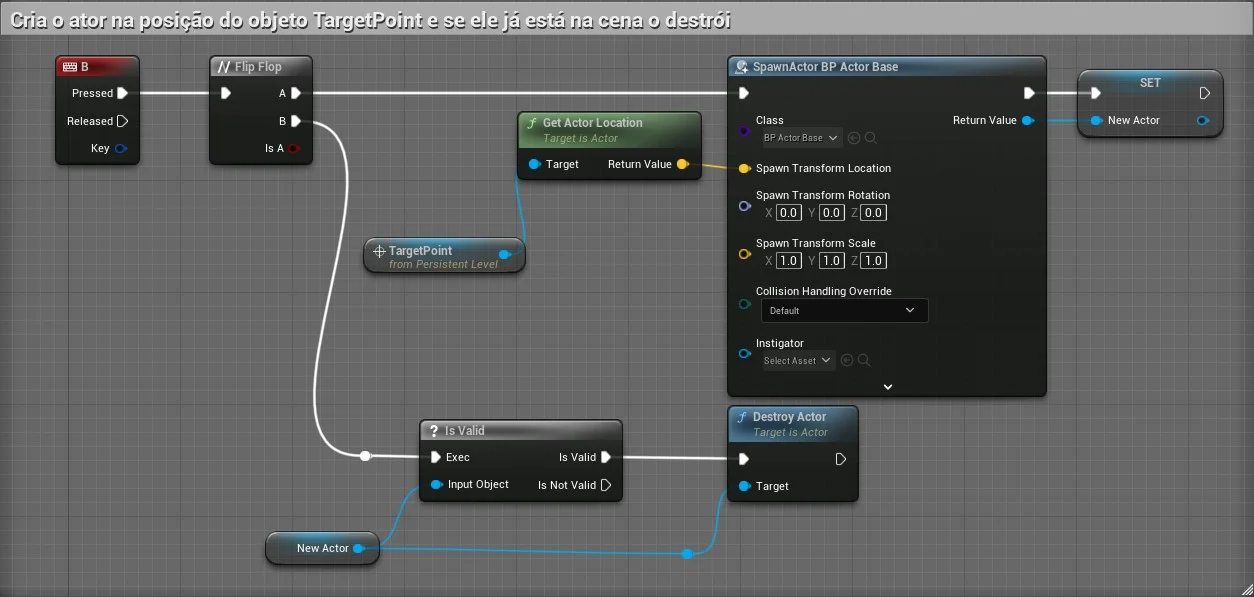 Cria o ator na posição do objeto TargetPoint e se ele já está na cena o destrói
B
Pressed
Released
Key
Flip Flop
A
B
Is A
Get Actor Location
Target is Actor
Target Return Value
TargetPoint
from Persistent Level
SpawnActor BP Actor Base
Class
BP Actor Base
Return Value
Spawn Transform Location
Spawn Transform Rotation
X 0.0 Y 0.0 Z 0.0
Spawn Transform Scale
X 1.0 Y 1.0 Z 1.0
Collision Handling Override
Default
Instigator
Select Asset
SET
New Actor
? Is Valid
Exec Is Valid
Input Object Is Not Valid
New Actor
Destroy Actor
Target is Actor
Target